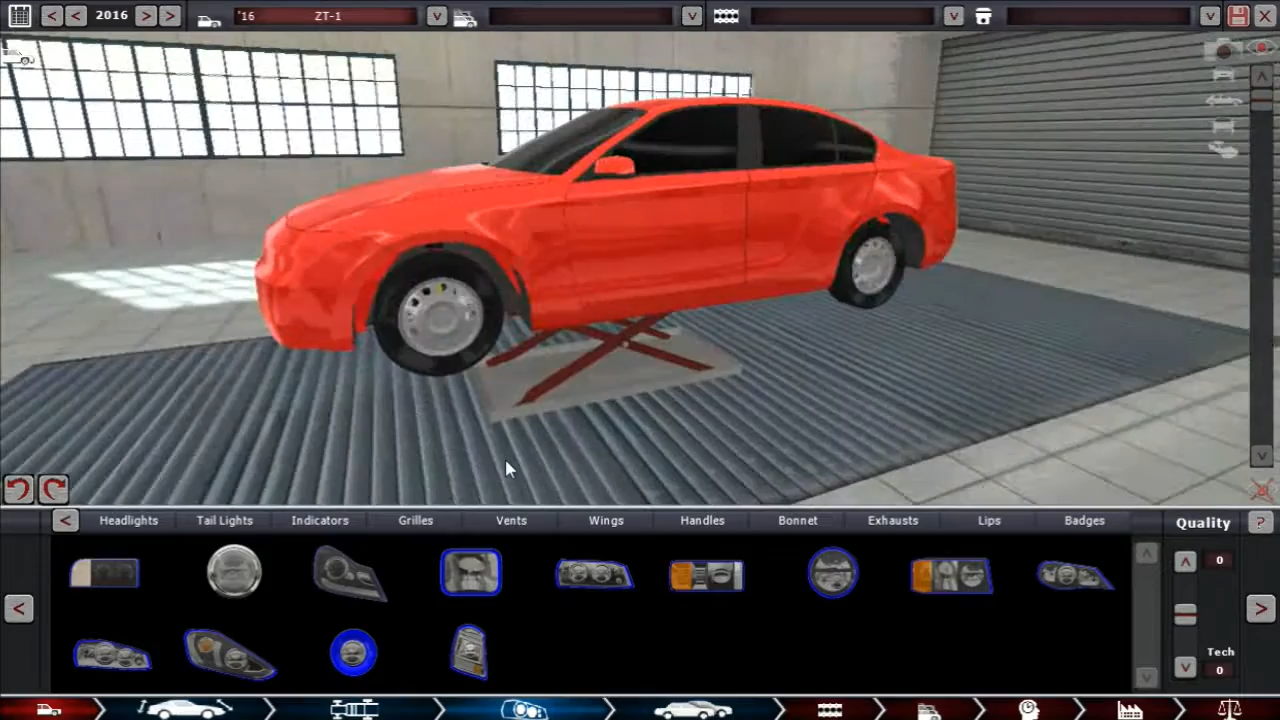 2016 '16 ZT-1
Headlights Tail Lights Indicators Grilles Vents Wings Handles Bonnet Exhausts Lips Badges Quality ?
0
Tech
0